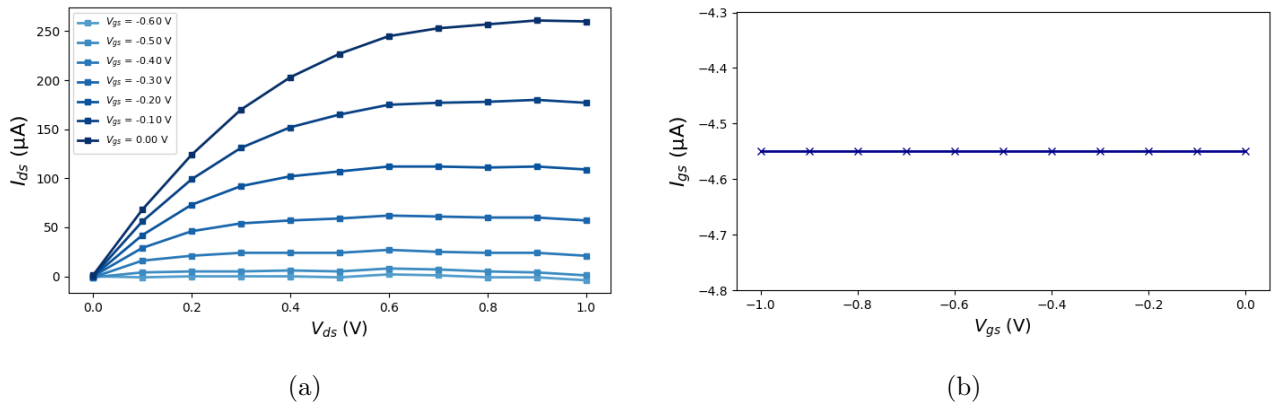 V_gs = -0.60 V
V_gs = -0.50 V
V_gs = -0.40 V
V_gs = -0.30 V
V_gs = -0.20 V
V_gs = -0.10 V
V_gs = 0.00 V
I_ds (μA)
250
200
150
100
50
0
0.0 0.2 0.4 0.6 0.8 1.0
V_ds (V)
(a)
I_gs (μA)
−4.3
−4.4
−4.5
−4.6
−4.7
−4.8
−1.0 −0.8 −0.6 −0.4 −0.2 0.0
V_gs (V)
(b)